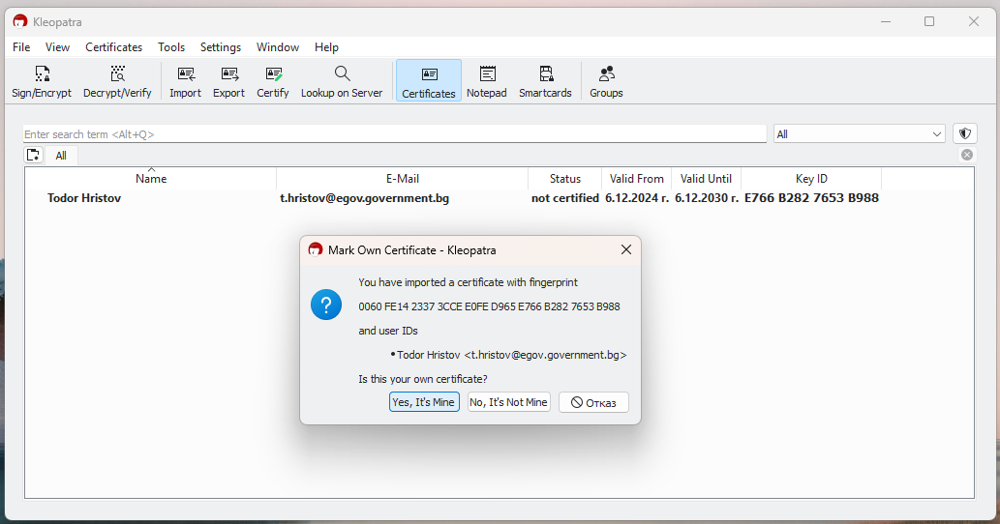 Kleopatra
File View Certificates Tools Settings Window Help
Sign/Encrypt Decrypt/Verify Import Export Certify Lookup on Server Certificates Notepad Smartcards Groups
Enter search term <Alt+Q> All
All
Name E-Mail Status Valid From Valid Until Key ID
Todor Hristov t.hristov@egov.government.bg not certified 6.12.2024 г. 6.12.2030 г. E766 B282 7653 B988
Mark Own Certificate - Kleopatra
You have imported a certificate with fingerprint
0060 FE14 2337 3CCE E0FE D965 E766 B282 7653 B988
and user IDs
• Todor Hristov <t.hristov@egov.government.bg>
Is this your own certificate?
Yes, It's Mine No, It's Not Mine Отказ